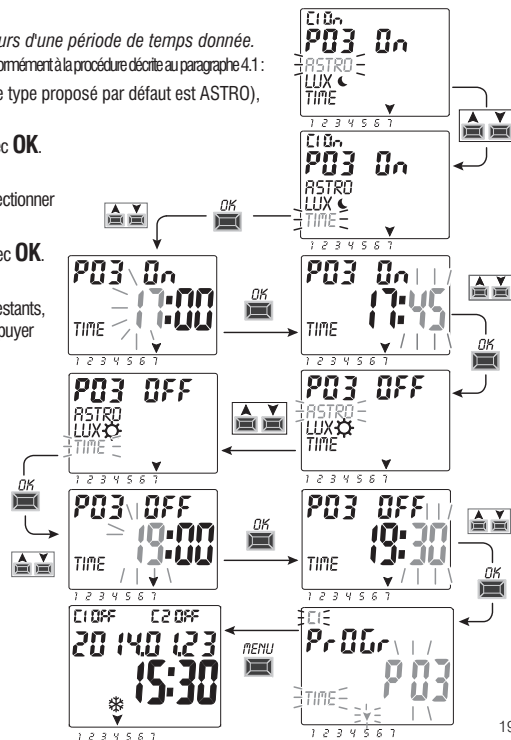 urs d'une période de temps donnée.
ormément à la procédure décrite au paragraphe 4.1 :
e type proposé par défaut est ASTRO),
ec OK.
ectionner
ec OK.
estants,
puyer
C1 On
P03 On
ASTRO
LUX
TIME
1 2 3 4 5 6 7
C1 On
P03 On
ASTRO
LUX
TIME
1 2 3 4 5 6 7
OK
P03 On
17:00
TIME
1 2 3 4 5 6 7
OK
P03 On
17:45
TIME
1 2 3 4 5 6 7
OK
P03 OFF
ASTRO
LUX
TIME
1 2 3 4 5 6 7
P03 OFF
ASTRO
LUX
TIME
1 2 3 4 5 6 7
OK
P03 OFF
19:00
TIME
1 2 3 4 5 6 7
OK
P03 OFF
19:30
TIME
1 2 3 4 5 6 7
OK
C1 OFF C2 OFF
2014.01.23
15:30
1 2 3 4 5 6 7
MENU
C1
PrOGr
P03
TIME
1 2 3 4 5 6 7
19